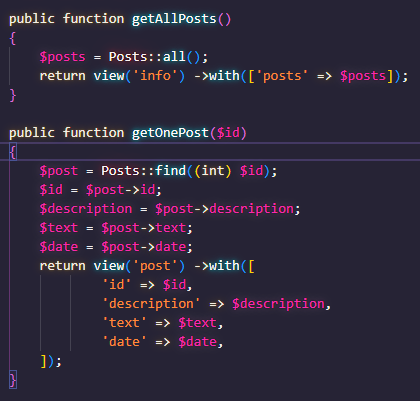 public function getAllPosts()
{
    $posts = Posts::all();
    return view('info') ->with(['posts' => $posts]);
}
public function getOnePost($id)
{
    $post = Posts::find((int) $id);
    $id = $post->id;
    $description = $post->description;
    $text = $post->text;
    $date = $post->date;
    return view('post') ->with([
            'id' => $id,
            'description' => $description,
            'text' => $text,
            'date' => $date,
    ]);
}